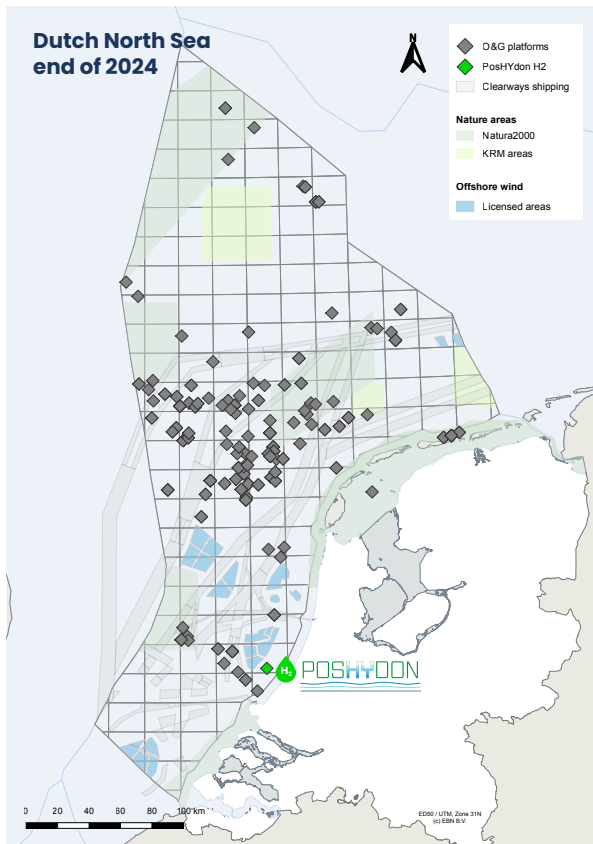 Dutch North Sea
end of 2024
N
O&G platforms
PosHYdon H2
Clearways shipping
Nature areas
Natura2000
KRM areas
Offshore wind
Licensed areas
H2 POSHYDON
0 20 40 60 80 100 km
ED50 / UTM, Zone 31N
(c) EBN B.V.